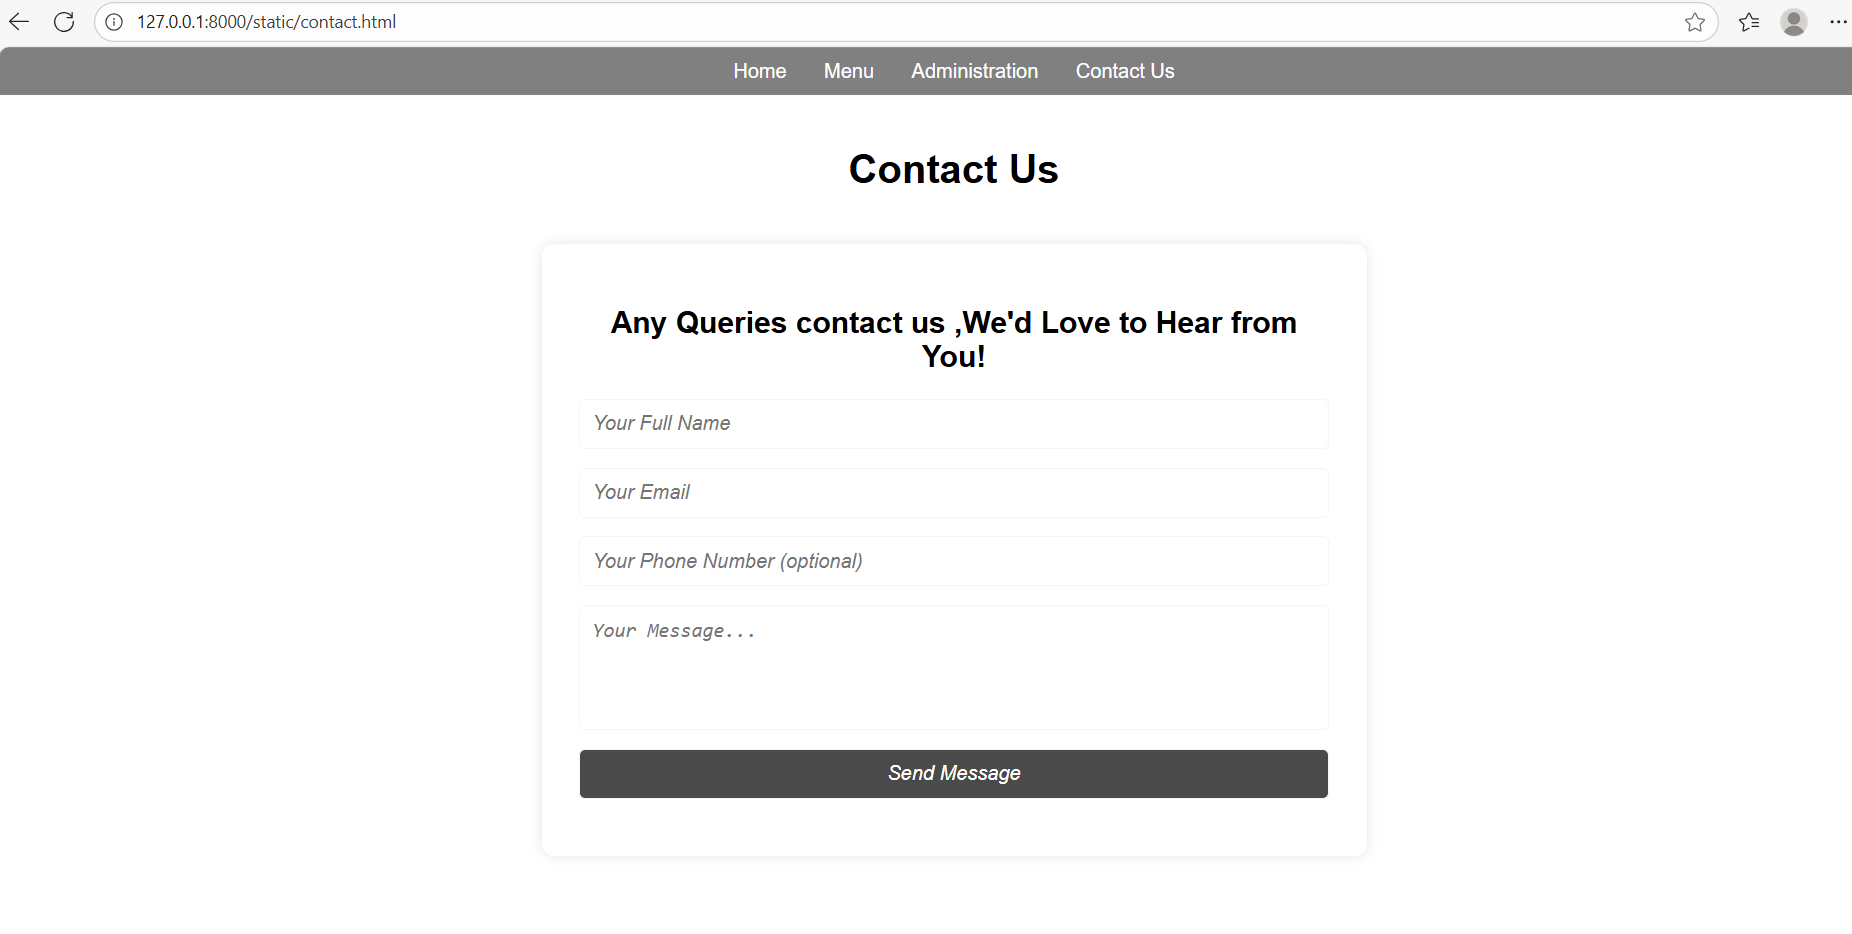 127.0.0.1:8000/static/contact.html
Home Menu Administration Contact Us
Contact Us
Any Queries contact us ,We'd Love to Hear from
You!
Your Full Name
Your Email
Your Phone Number (optional)
Your Message...
Send Message